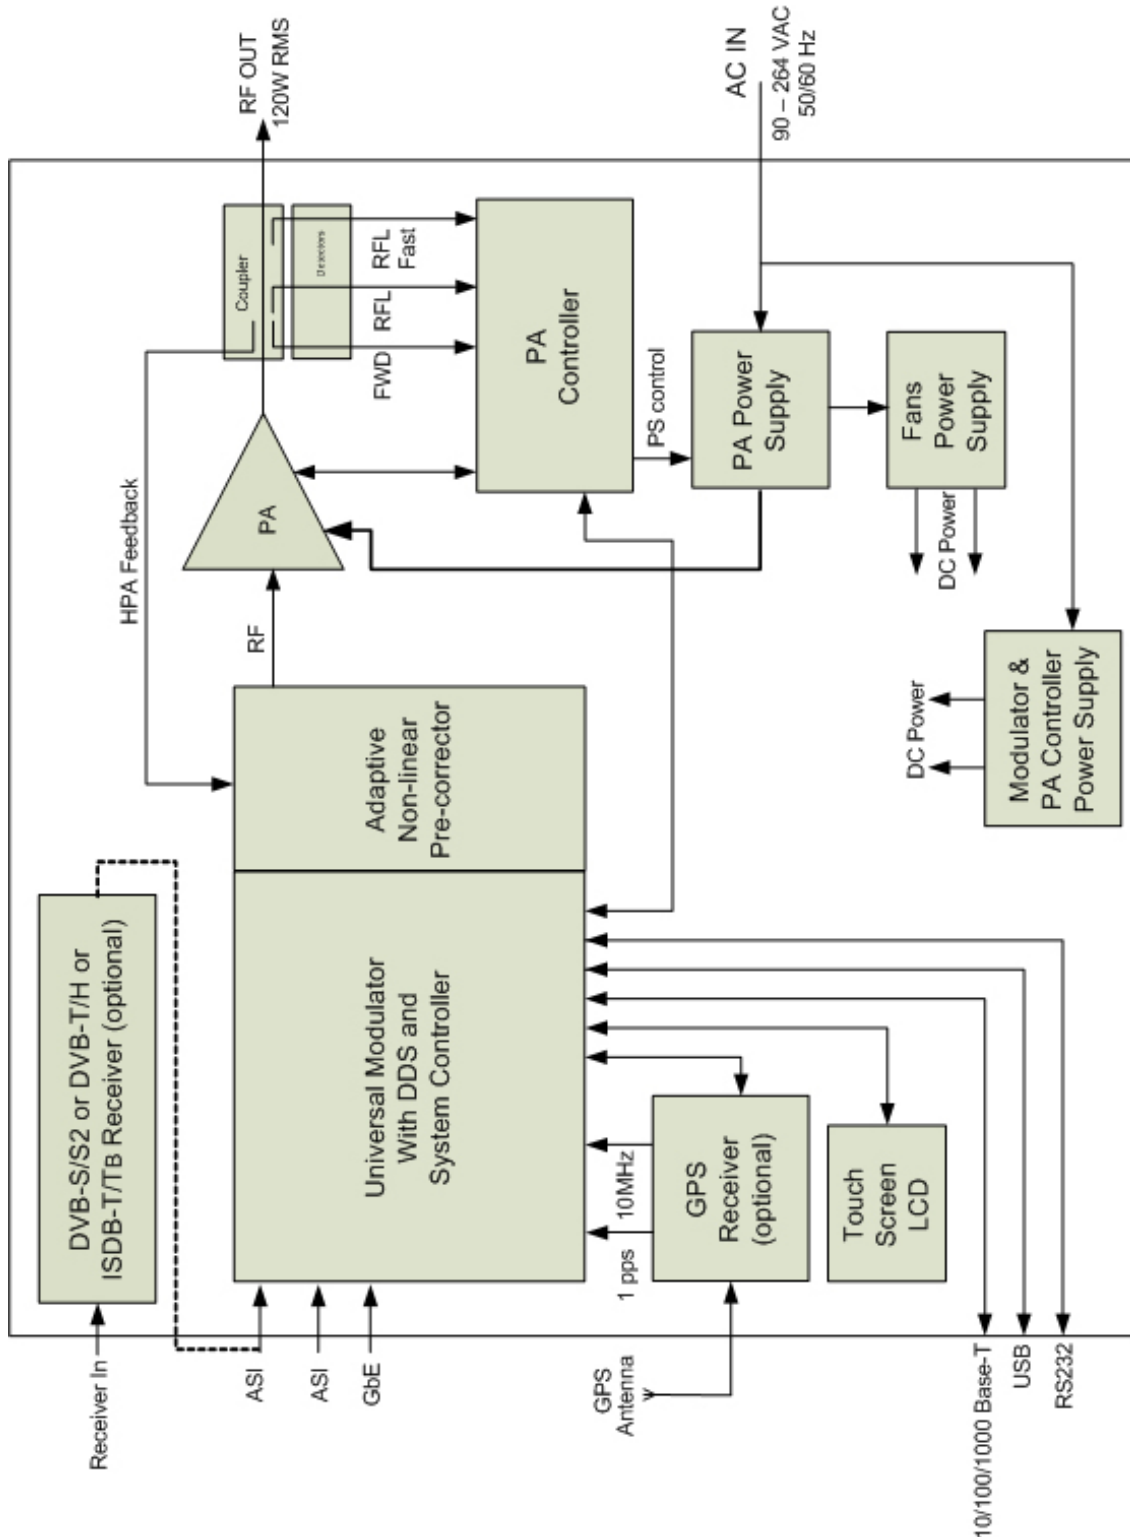 Receiver In
DVB-S/S2 or DVB-T/H or
ISDB-T/TB Receiver (optional)
HPA Feedback
RF OUT
120W RMS
Coupler
Detectors
ASI
ASI
GbE
Universal Modulator
With DDS and
System Controller
Adaptive
Non-linear
Pre-corrector
RF
PA
FWD
RFL
RFL
Fast
PA
Controller
PS control
1 pps
10MHz
GPS
Antenna
GPS
Receiver
(optional)
Touch
Screen
LCD
AC IN
90 – 264 VAC
50/60 Hz
PA Power
Supply
Fans
Power
Supply
DC Power
DC Power
Modulator &
PA Controller
Power Supply
10/100/1000 Base-T
USB
RS232